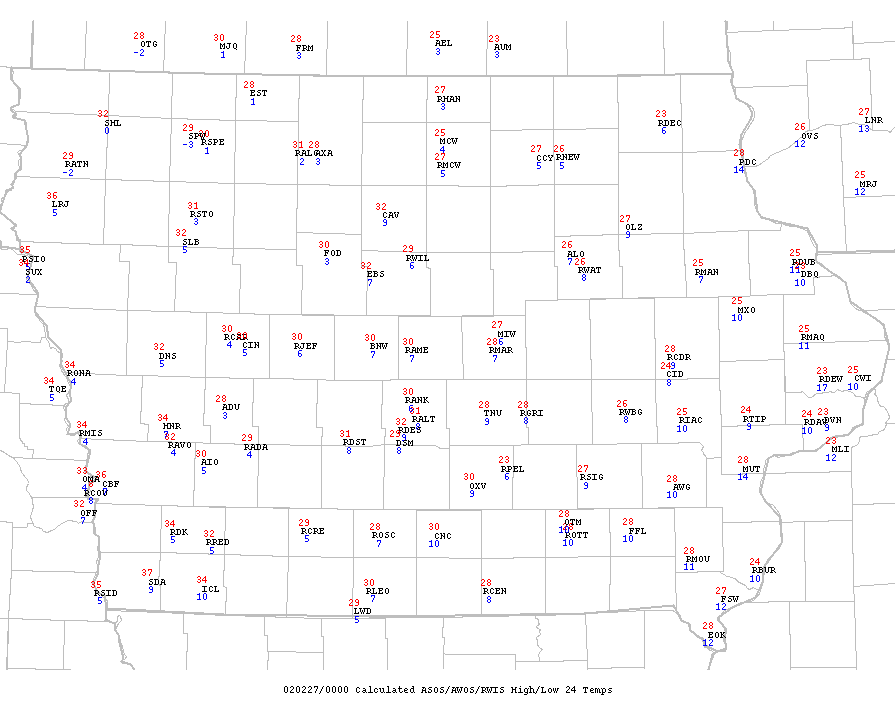 28 OTG -2
30 MJQ 1
28 FRM 3
25 AEL 3
23 AUM 3
28 EST 1
27 RHAN 3
32 SHL 0
29 SPW -3
30 RSPE 1
31 RALG 2
28 AXA 3
25 MCW 4
27 RMCW 5
27 CCY 5
26 RNEW 5
23 RDEC 6
28 PDC 14
26 OVS 12
27 LNR 13
29 RATN -2
36 LRJ 5
31 RSTO 3
32 CAV 9
27 OLZ 9
25 MRJ 12
32 SLB 5
30 FOD 3
29 RWIL 6
32 EBS 7
26 ALO 7
26 RWAT 8
25 RMAN 7
25 RDUB
DBQ 10
35 RSIO
SUX 2
25 MXO 10
30 4
CIN 5
30 RJEF 6
30 BNW 7
30 RAME 7
27 MIW 6
28 RMAR 7
28 RCDR 9
24 CID 8
25 RMAQ 11
32 DNS 5
34 RONA 4
34 TQE 5
23 RDEW 17
25 CWI 10
28 ADU 3
30 RANK 6
31 RALT
32 RDES
DSM 8
28 TNU 9
28 RGRI 8
26 RWBG 8
25 RIAC 10
24 RTIP 9
24 RDAV 10
23 DVN 9
23 MLI 12
34 RMIS 4
34 HNR 7
32 RAVO 4
29 RADA 4
31 RDST 8
30 AIO 5
33 OMA 4
36 CBF
RCOU 8
32 OFF 7
23 RPEL 6
30 OXV 9
27 RSIG 9
28 AWG 10
28 MUT 14
34 RDK 5
32 RRED 5
29 RCRE 5
28 ROSC 7
30 CNC 10
28 OTM 10
ROTT 10
28 FFL 10
28 RMOU 11
24 RBUR 10
35 RSID 5
37 SDA 9
34 ICL 10
30 RLEO 7
29 LWD 5
28 RCEN 8
27 FSW 12
28 EOK 12
020227/0000 Calculated ASOS/AWOS/RWIS High/Low 24 Temps